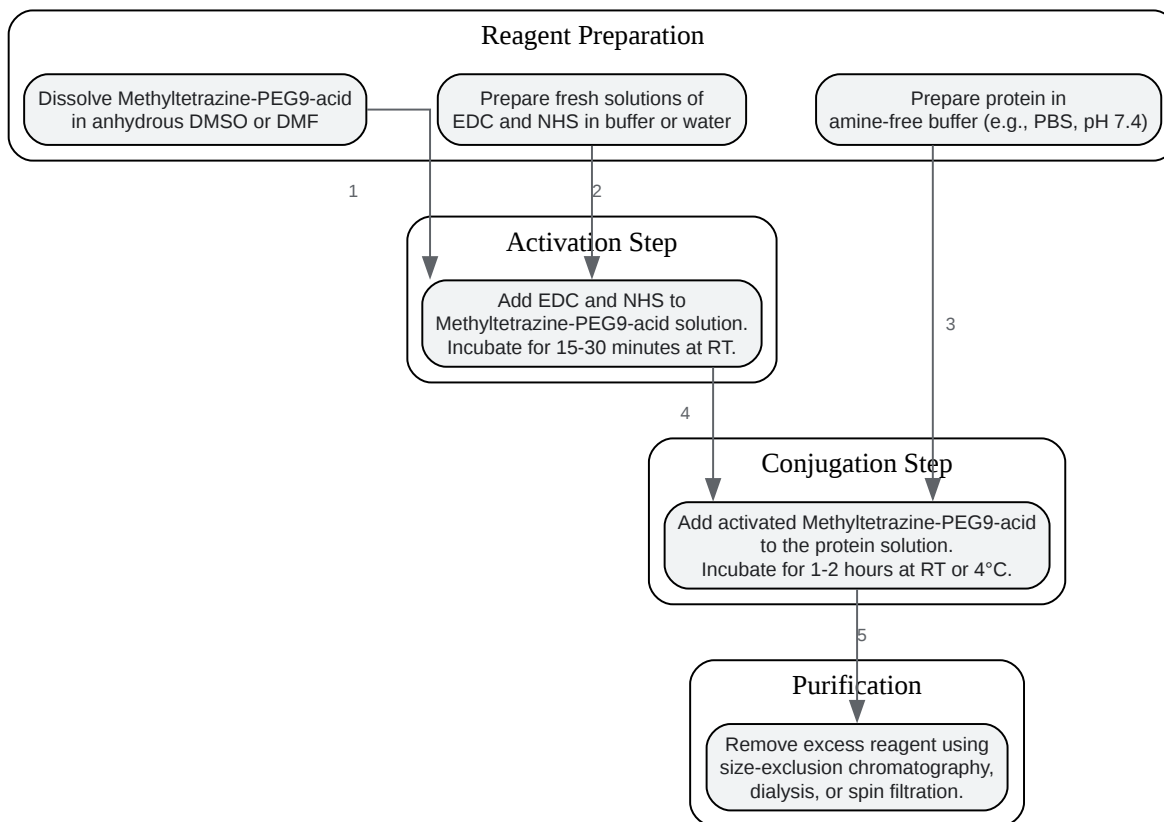 Reagent Preparation
Dissolve Methyltetrazine-PEG9-acid
in anhydrous DMSO or DMF
Prepare fresh solutions of
EDC and NHS in buffer or water
Prepare protein in
amine-free buffer (e.g., PBS, pH 7.4)
1
2
Activation Step
Add EDC and NHS to
Methyltetrazine-PEG9-acid solution.
Incubate for 15-30 minutes at RT.
3
4
Conjugation Step
Add activated Methyltetrazine-PEG9-acid
to the protein solution.
Incubate for 1-2 hours at RT or 4°C.
5
Purification
Remove excess reagent using
size-exclusion chromatography,
dialysis, or spin filtration.